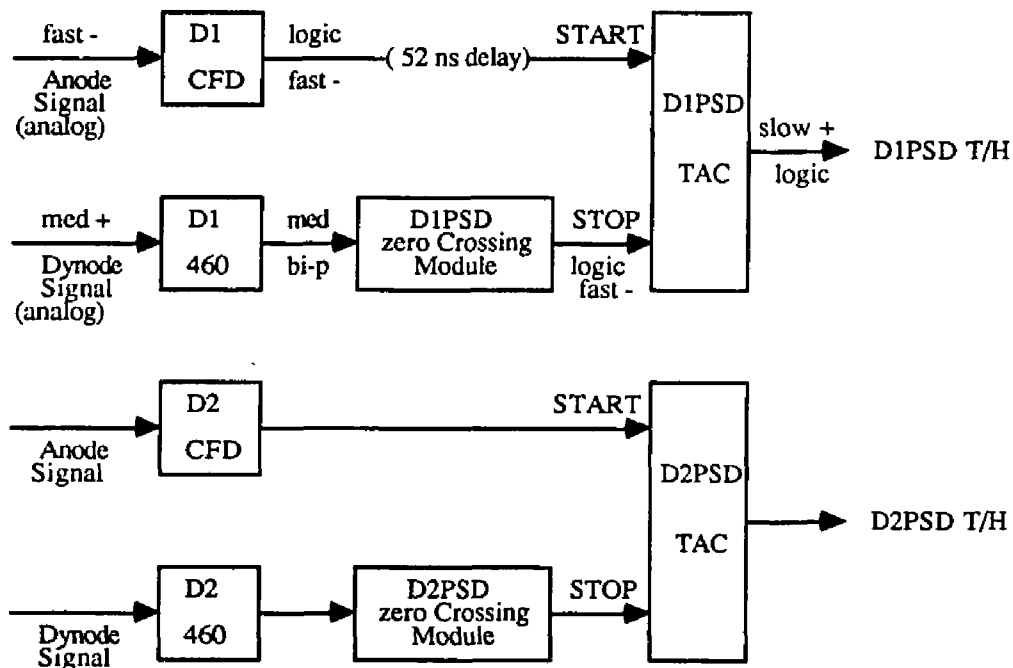 fast -
Anode
Signal
(analog)
D1
CFD
logic
fast -
( 52 ns delay)
START
D1PSD
TAC
slow +
logic
D1PSD T/H
med +
Dynode
Signal
(analog)
D1
460
med
bi-p
D1PSD
zero Crossing
Module
STOP
logic
fast -
Anode
Signal
D2
CFD
START
D2PSD
TAC
D2PSD T/H
Dynode
Signal
D2
460
D2PSD
zero Crossing
Module
STOP